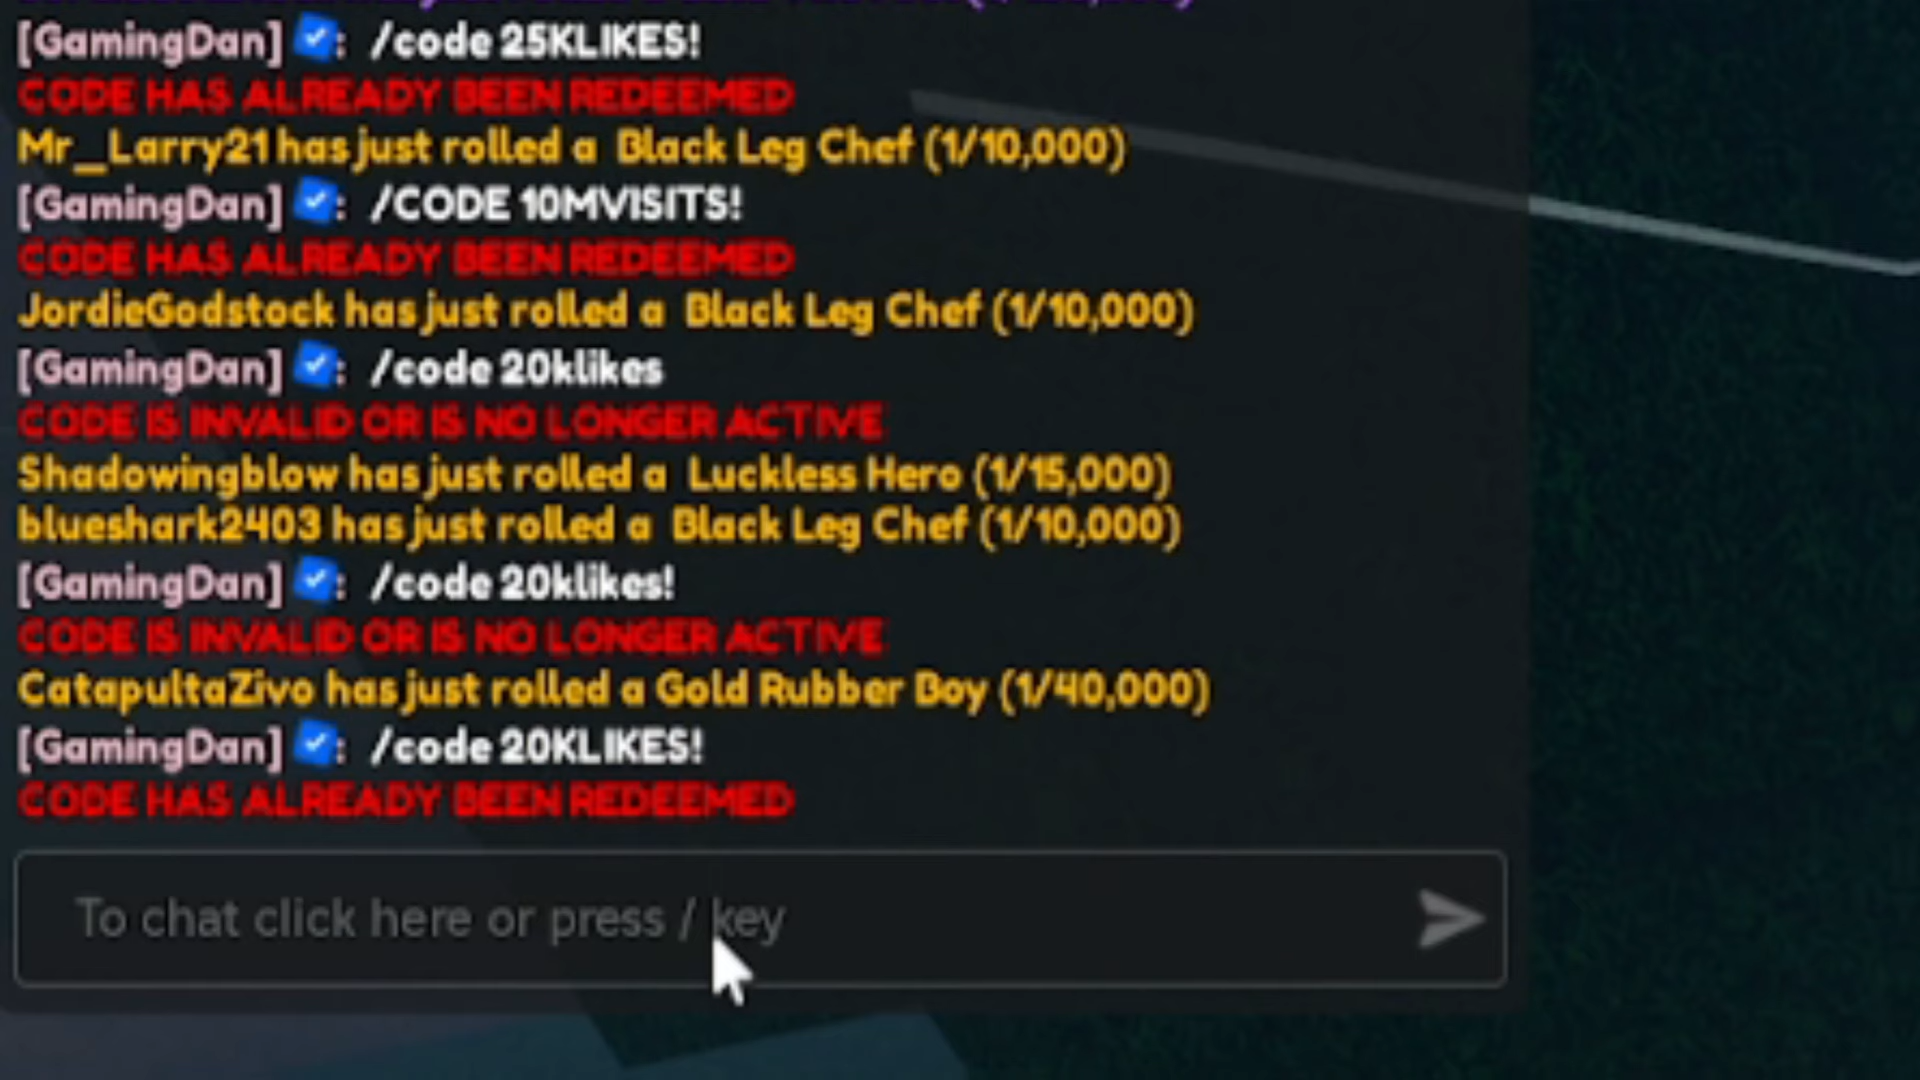 [GamingDan] : /code 25KLIKES!
CODE HAS ALREADY BEEN REDEEMED
Mr_Larry21 has just rolled a Black Leg Chef (1/10,000)
[GamingDan] : /CODE 10MVISITS!
CODE HAS ALREADY BEEN REDEEMED
JordieGodstock has just rolled a Black Leg Chef (1/10,000)
[GamingDan] : /code 20klikes
CODE IS INVALID OR IS NO LONGER ACTIVE
Shadowingblow has just rolled a Luckless Hero (1/15,000)
blueshark2403 has just rolled a Black Leg Chef (1/10,000)
[GamingDan] : /code 20klikes!
CODE IS INVALID OR IS NO LONGER ACTIVE
CatapultaZivo has just rolled a Gold Rubber Boy (1/40,000)
[GamingDan] : /code 20KLIKES!
CODE HAS ALREADY BEEN REDEEMED
To chat click here or press / key